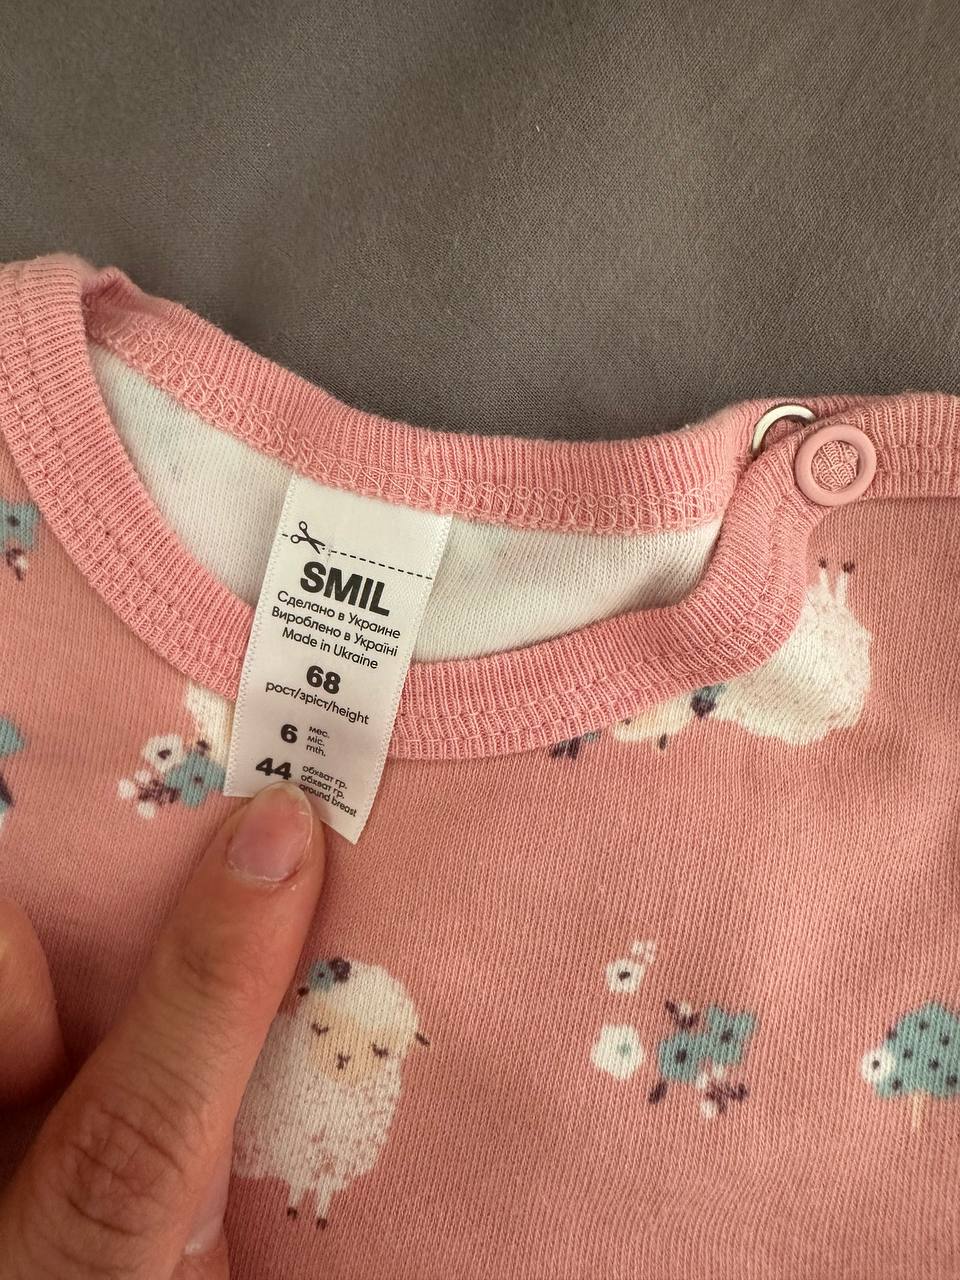 SMIL
Сделано в Украине
Вироблено в Україні
Made in Ukraine
68
рост/зріст/height
6 мес.
міс.
mth.
44 обхват гр.
обхват гр.
around breast